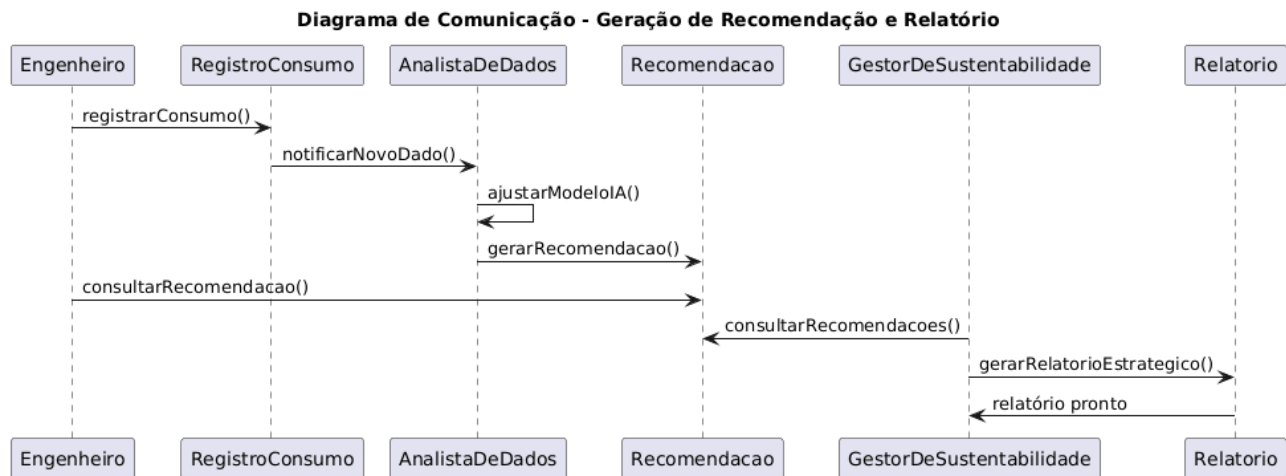 Diagrama de Comunicação - Geração de Recomendação e Relatório
Engenheiro RegistroConsumo AnalistaDeDados Recomendacao GestorDeSustentabilidade Relatorio
registrarConsumo()
notificarNovoDado()
ajustarModeloIA()
gerarRecomendacao()
consultarRecomendacao()
consultarRecomendacoes()
gerarRelatorioEstrategico()
relatório pronto
Engenheiro RegistroConsumo AnalistaDeDados Recomendacao GestorDeSustentabilidade Relatorio